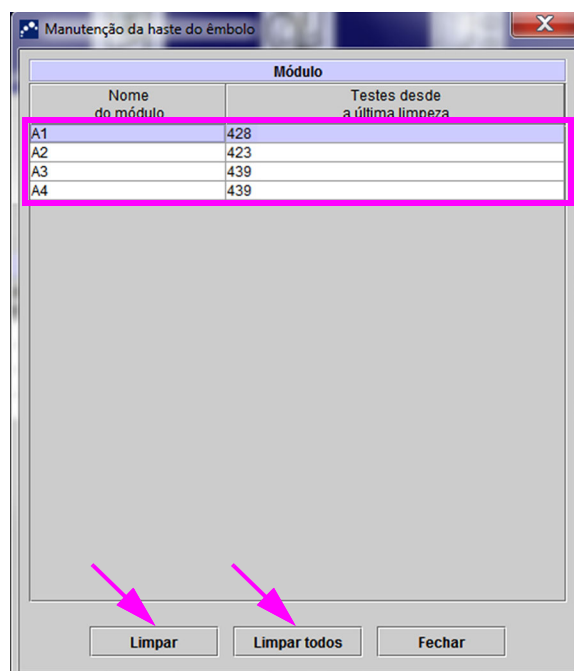 Manutenção da haste do êmbolo
Módulo
Nome do módulo
Testes desde a última limpeza
A1 428
A2 423
A3 439
A4 439
Limpar Limpar todos Fechar